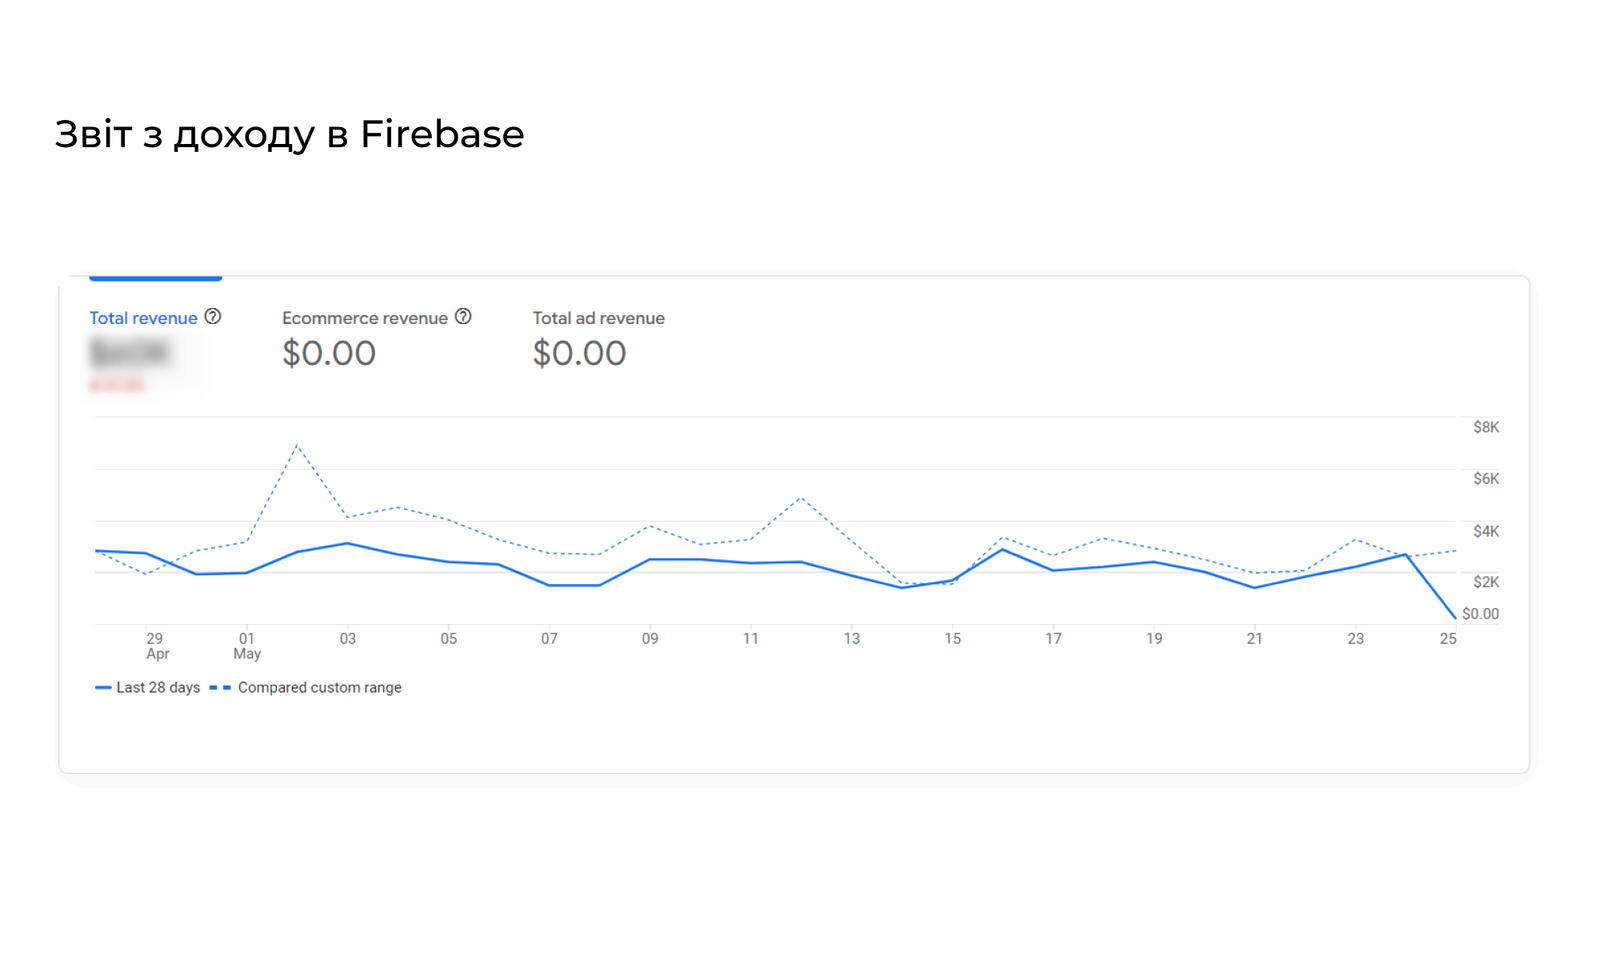 Звіт з доходу в Firebase
Total revenue
Ecommerce revenue
Total ad revenue
$0.00
$0.00
$8K
$6K
$4K
$2K
$0.00
29 01 03 05 07 09 11 13 15 17 19 21 23 25
Apr May
Last 28 days Compared custom range